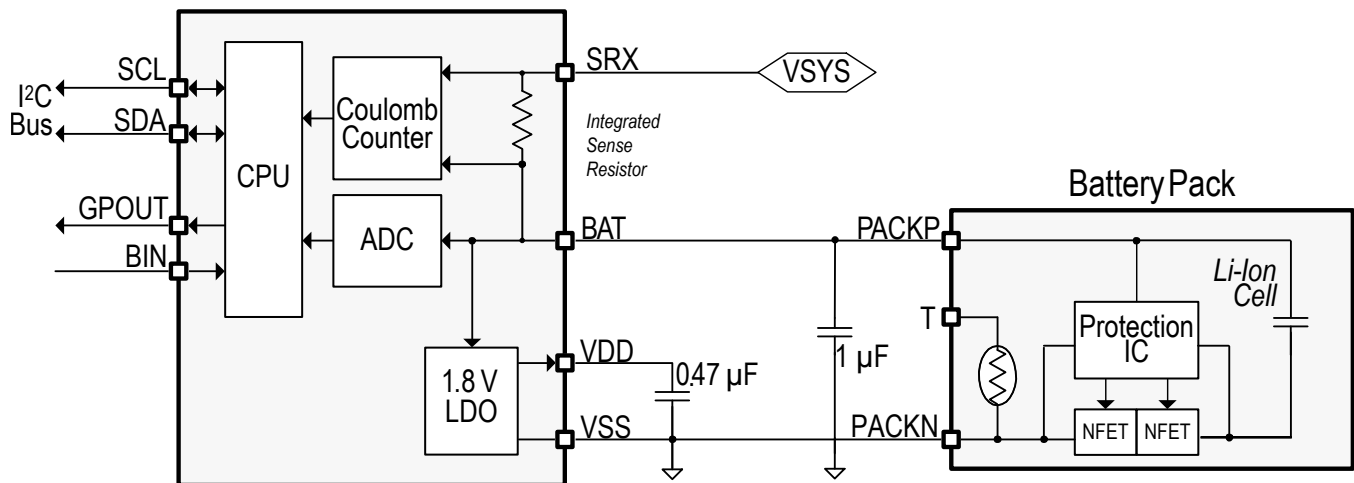 SCL
I²C
Bus
SDA
GPOUT
BIN
CPU
Coulomb
Counter
ADC
1.8 V
LDO
SRX
VSYS
Integrated
Sense
Resistor
BAT
VDD
0.47 µF
VSS
1 µF
Battery Pack
PACKP
T
PACKN
Li-Ion
Cell
Protection
IC
NFET
NFET